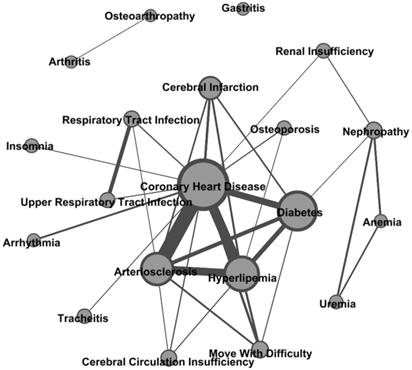 Gastritis
Osteoarthropathy
Renal Insufficiency
Arthritis
Cerebral Infarction
Respiratory Tract Infection
Osteoporosis
Nephropathy
Insomnia
Coronary Heart Disease
Upper Respiratory Tract Infection
Diabetes
Anemia
Arrhythmia
Arteriosclerosis
Hyperlipemia
Uremia
Tracheitis
Move With Difficulty
Cerebral Circulation Insufficiency